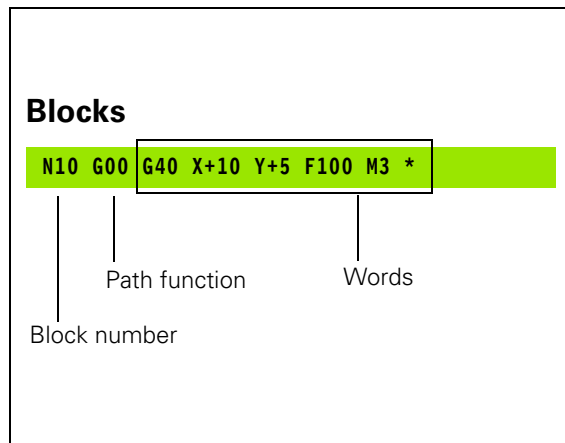 Blocks
N10 G00 G40 X+10 Y+5 F100 M3 *
Path function Words
Block number